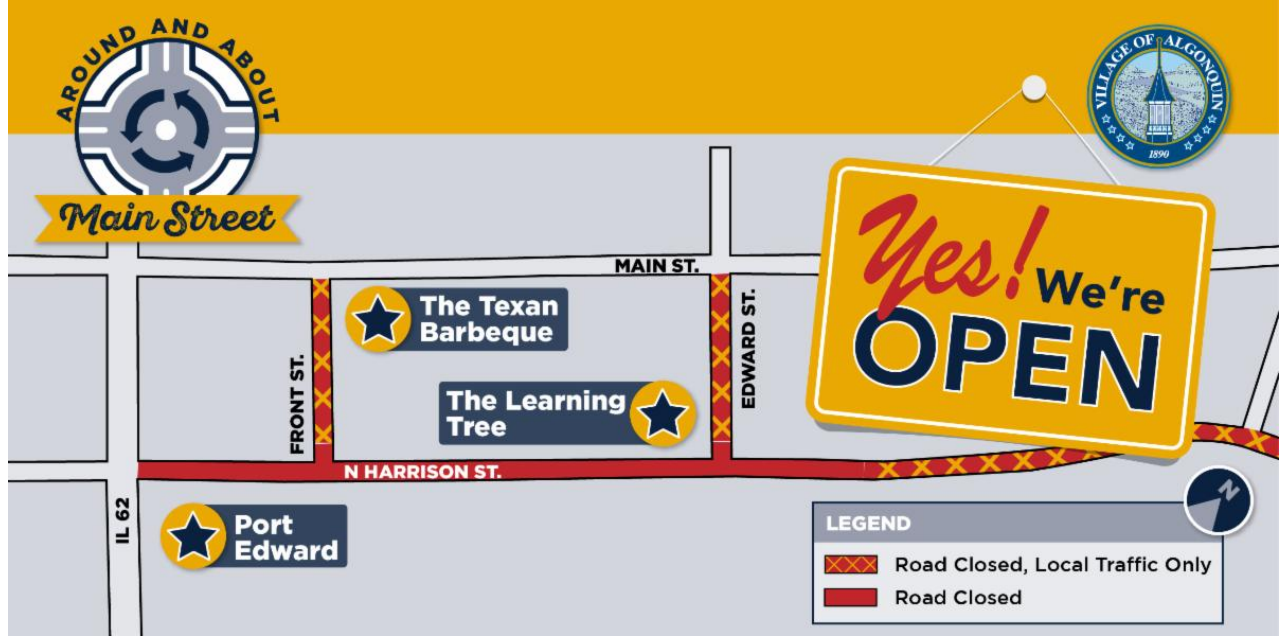 AROUND AND ABOUT
Main Street
VILLAGE OF ALGONQUIN
1890
Yes! We're
OPEN
MAIN ST.
The Texan
Barbeque
FRONT ST.
EDWARD ST.
The Learning
Tree
N HARRISON ST.
IL 62
Port
Edward
N
LEGEND
Road Closed, Local Traffic Only
Road Closed